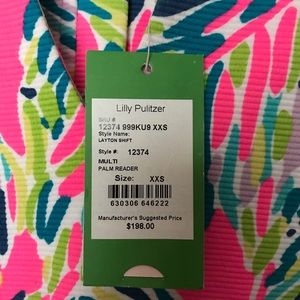 Lilly Pulitzer
SKU #
12374 999KU9 XXS
Style Name:
LAYTON SHIFT
Style #: 12374
MULTI
PALM READER
Size: XXS
630306 646222
Manufacturer's Suggested Price
$198.00